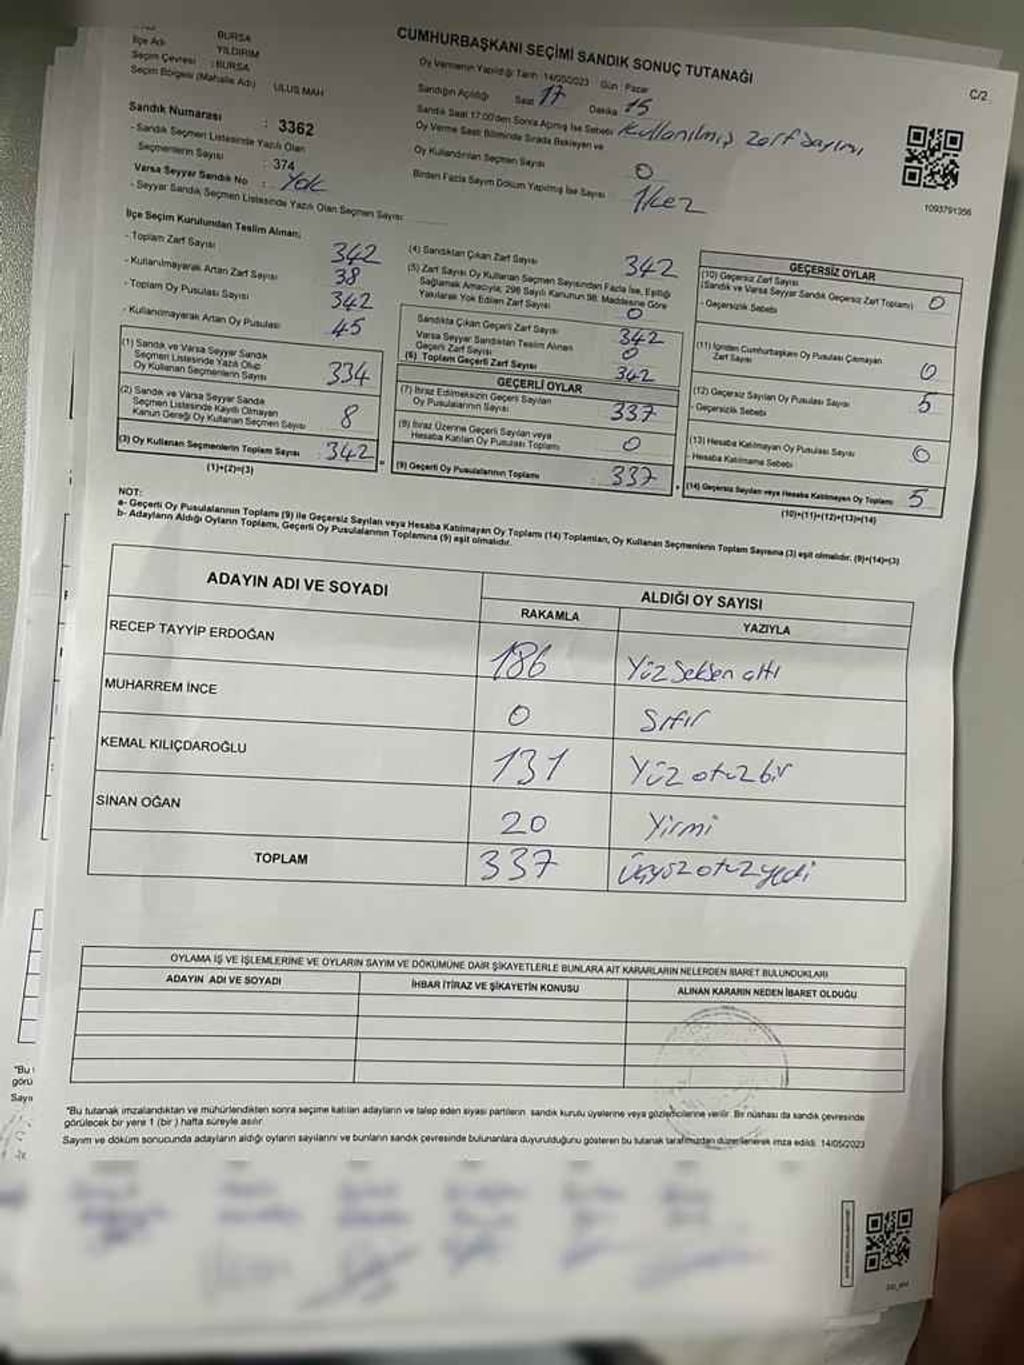 BURSA
İlçe Adı YILDIRIM
Seçim Çevresi : BURSA
Seçim Bölgesi (Mahalle Adı) ULUS MAH
CUMHURBAŞKANI SEÇİMİ SANDIK SONUÇ TUTANAĞI
C/2
Oy Vermenin Yapıldığı Tarih : 14/05/2023 Gün : Pazar
Sandığın Açıldığı Saat 17 Dakika 15
Sandık Saat 17:00'den Sonra Açılmış İse Sebebi Kullanılmış zarf sayımı
Oy Verme Saati Bitiminde Sırada Bekleyen ve
Oy Kullandırılan Seçmen Sayısı 0
Birden Fazla Sayım Döküm Yapılmış İse Sayısı 1 kez
1093791356
Sandık Numarası : 3362
- Sandık Seçmen Listesinde Yazılı Olan
Seçmenlerin Sayısı : 374
Varsa Seyyar Sandık No : Yok
- Seyyar Sandık Seçmen Listesinde Yazılı Olan Seçmen Sayısı
İlçe Seçim Kurulundan Teslim Alınan;
- Toplam Zarf Sayısı 342
- Kullanılmayarak Artan Zarf Sayısı 38
- Toplam Oy Pusulası Sayısı 342
- Kullanılmayarak Artan Oy Pusulası 45
(1) Sandık ve Varsa Seyyar Sandık
Seçmen Listesinde Yazılı Olup
Oy Kullanan Seçmenlerin Sayısı 334
(2) Sandık ve Varsa Seyyar Sandık
Seçmen Listesinde Kayıtlı Olmayan
Kanun Gereği Oy Kullanan Seçmen Sayısı 8
(3) Oy Kullanan Seçmenlerin Toplam Sayısı 342 =
(1)+(2)=(3)
(4) Sandıktan Çıkan Zarf Sayısı 342
(5) Zarf Sayısı Oy Kullanan Seçmen Sayısından Fazla İse, Eşitliği
Sağlamak Amacıyla; 298 Sayılı Kanunun 98. Maddesine Göre
Yakılarak Yok Edilen Zarf Sayısı 0
Sandıkta Çıkan Geçerli Zarf Sayısı 342
Varsa Seyyar Sandıktan Teslim Alınan
Geçerli Zarf Sayısı 0
(6) Toplam Geçerli Zarf Sayısı 342
GEÇERLİ OYLAR
(7) İtiraz Edilmeksizin Geçerli Sayılan
Oy Pusulalarının Sayısı 337
(8) İtiraz Üzerine Geçerli Sayılan veya
Hesaba Katılan Oy Pusulası Toplamı 0
(9) Geçerli Oy Pusulalarının Toplamı 337 +
GEÇERSİZ OYLAR
(10) Geçersiz Zarf Sayısı
(Sandık ve Varsa Seyyar Sandık Geçersiz Zarf Toplamı) 0
- Geçersizlik Sebebi
(11) İçinden Cumhurbaşkanı Oy Pusulası Çıkmayan
Zarf Sayısı 0
(12) Geçersiz Sayılan Oy Pusulası Sayısı 5
- Geçersizlik Sebebi
(13) Hesaba Katılmayan Oy Pusulası Sayısı 0
- Hesaba Katılmama Sebebi
(14) Geçersiz Sayılan veya Hesaba Katılmayan Oy Toplamı 5
(10)+(11)+(12)+(13)=(14)
NOT:
a- Geçerli Oy Pusulalarının Toplamı (9) ile Geçersiz Sayılan veya Hesaba Katılmayan Oy Toplamı (14) Toplamları, Oy Kullanan Seçmenlerin Toplam Sayısına (3) eşit olmalıdır. (9)+(14)=(3)
b- Adayların Aldığı Oyların Toplamı, Geçerli Oy Pusulalarının Toplamına (9) eşit olmalıdır.
ADAYIN ADI VE SOYADI ALDIĞI OY SAYISI
RAKAMLA YAZIYLA
RECEP TAYYİP ERDOĞAN 186 Yüz Seksen altı
MUHARREM İNCE 0 Sıfır
KEMAL KILIÇDAROĞLU 131 Yüz otuz bir
SİNAN OĞAN 20 Yirmi
TOPLAM 337 Üçyüz otuz yedi
OYLAMA İŞ VE İŞLEMLERİNE VE OYLARIN SAYIM VE DÖKÜMÜNE DAİR ŞİKAYETLERLE BUNLARA AİT KARARLARIN NELERDEN İBARET BULUNDUKLARI
ADAYIN ADI VE SOYADI İHBAR İTİRAZ VE ŞİKAYETİN KONUSU ALINAN KARARIN NEDEN İBARET OLDUĞU
"Bu
görü
Sayı
"Bu tutanak imzalandıktan ve mühürlendikten sonra seçime katılan adayların ve talep eden siyasi partilerin sandık kurulu üyelerine veya gözlemcilerine verilir. Bir nüshası da sandık çevresinde
görülecek bir yere 1 (bir) hafta süreyle asılır.
Sayım ve döküm sonucunda adayların aldığı oyların sayılarını ve bunların sandık çevresinde bulunanlara duyurulduğunu gösteren bu tutanak tarafımızdan düzenlenerek imza edildi. 14/05/2023